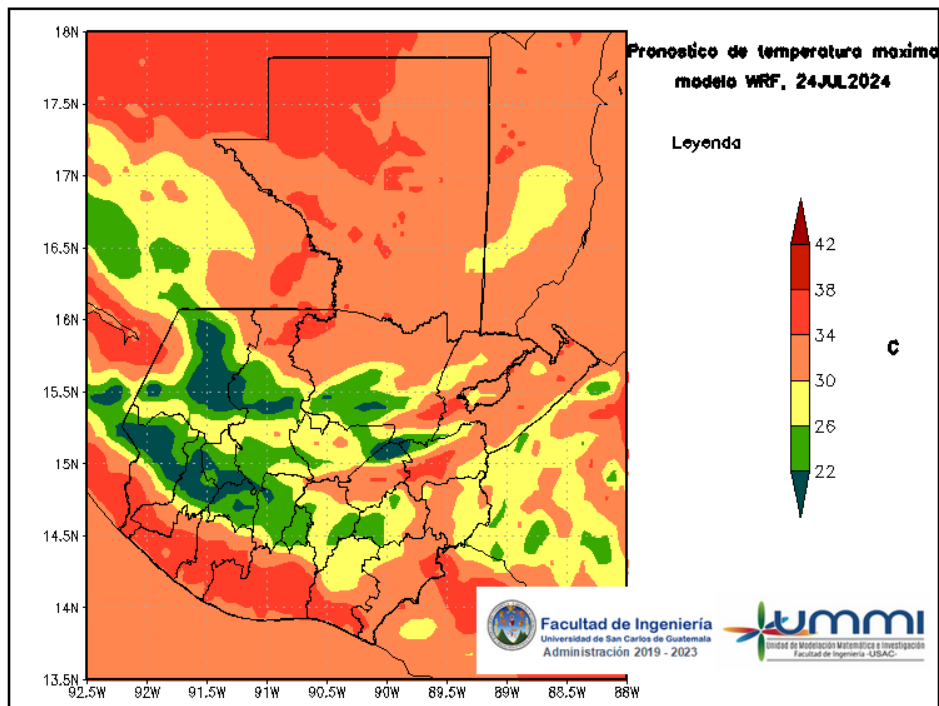 Pronostico de temperatura maxima
modelo WRF, 24JUL2024
Leyenda
42
38
34
30
26
22
C
18N
17.5N
17N
16.5N
16N
15.5N
15N
14.5N
14N
13.5N
92.5W
92W
91.5W
91W
90.5W
90W
89.5W
89W
88.5W
88W
Facultad de Ingeniería
Universidad de San Carlos de Guatemala
Administración 2019 - 2023
ummi
Unidad de Modelación Matemática e Investigación
Facultad de Ingeniería -USAC-